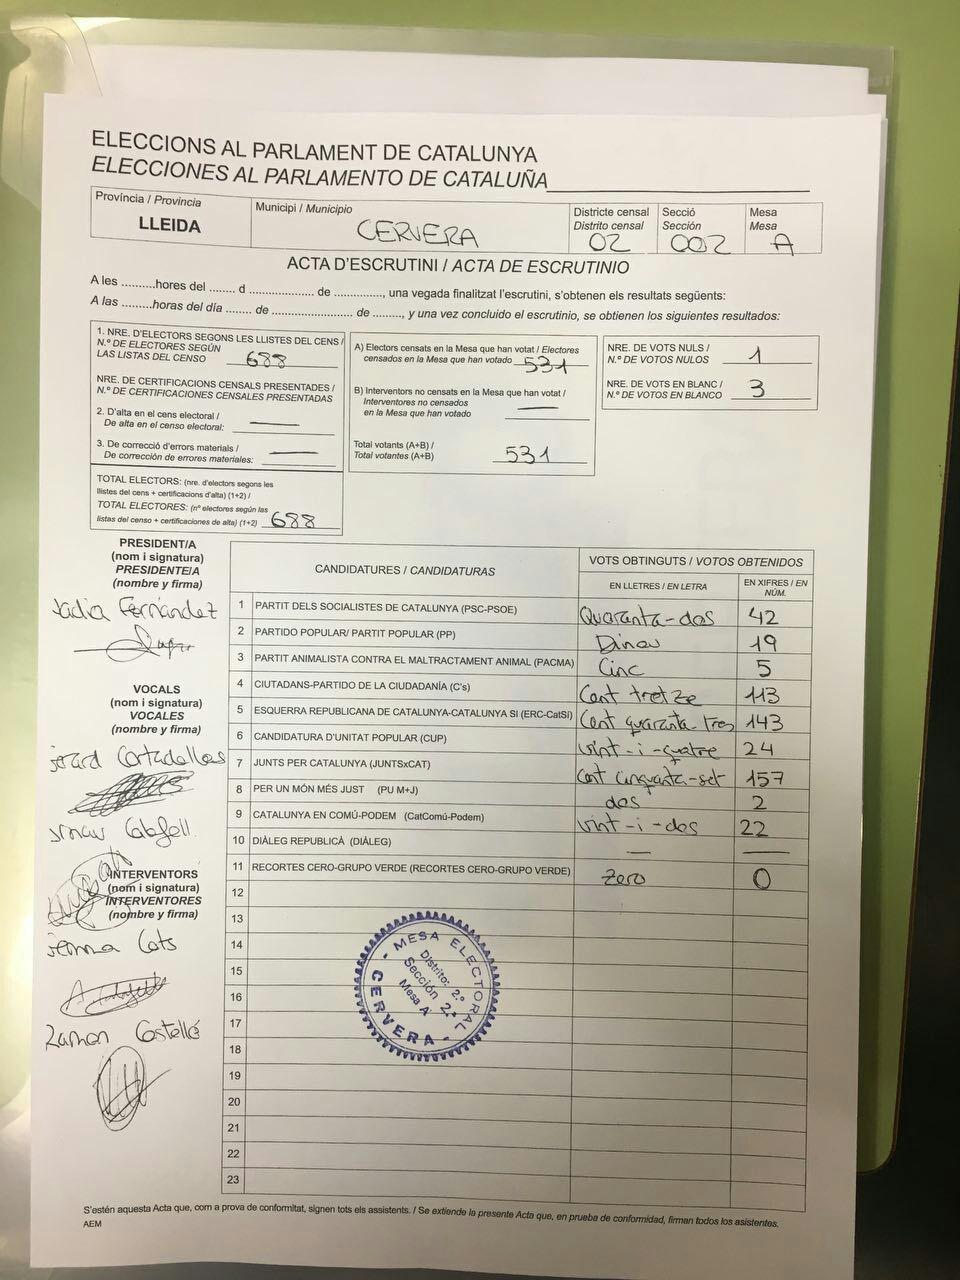 ELECCIONS AL PARLAMENT DE CATALUNYA
ELECCIONES AL PARLAMENTO DE CATALUÑA
Província / Provincia
LLEIDA
Municipi / Municipio
CERVERA
Districte censal
Distrito censal
02
Secció
Sección
002
Mesa
Mesa
A
ACTA D'ESCRUTINI / ACTA DE ESCRUTINIO
A les ..........hores del ........ d .................... de ..............., una vegada finalitzat l'escrutini, s'obtenen els resultats següents:
A las .........horas del día ........ de ........................ de ........., y una vez concluido el escrutinio, se obtienen los siguientes resultados:
1. NRE. D'ELECTORS SEGONS LES LLISTES DEL CENS /
N.º DE ELECTORES SEGÚN
LAS LISTAS DEL CENSO 688
NRE. DE CERTIFICACIONS CENSALS PRESENTADES /
N.º DE CERTIFICACIONES CENSALES PRESENTADAS
2. D'alta en el cens electoral /
De alta en el censo electoral: —
3. De correcció d'errors materials /
De corrección de errores materiales: —
TOTAL ELECTORS: (nre. d'electors segons les
llistes del cens + certificacions d'alta) (1+2) /
TOTAL ELECTORES: (nº electores según las
listas del censo + certificaciones de alta) (1+2) 688
A) Electors censats en la Mesa que han votat / Electores
censados en la Mesa que han votado 531
B) Interventors no censats en la Mesa que han votat /
Interventores no censados
en la Mesa que han votado —
Total votants (A+B) /
Total votantes (A+B) 531
NRE. DE VOTS NULS /
N.º DE VOTOS NULOS 1
NRE. DE VOTS EN BLANC /
N.º DE VOTOS EN BLANCO 3
PRESIDENT/A
(nom i signatura)
PRESIDENTE/A
(nombre y firma)
Fernández
VOCALS
(nom i signatura)
VOCALES
(nombre y firma)
INTERVENTORS
(nom i signatura)
INTERVENTORES
(nombre y firma)
Ramon Castellà
CANDIDATURES / CANDIDATURAS
VOTS OBTINGUTS / VOTOS OBTENIDOS
EN LLETRES / EN LETRA
EN XIFRES / EN
NÚM.
1 PARTIT DELS SOCIALISTES DE CATALUNYA (PSC-PSOE) Quaranta-dos 42
2 PARTIDO POPULAR/ PARTIT POPULAR (PP) Dinou 19
3 PARTIT ANIMALISTA CONTRA EL MALTRACTAMENT ANIMAL (PACMA) Cinc 5
4 CIUTADANS-PARTIDO DE LA CIUDADANÍA (C's) Cent tretze 113
5 ESQUERRA REPUBLICANA DE CATALUNYA-CATALUNYA SÍ (ERC-CatSÍ) Cent quaranta-tres 143
6 CANDIDATURA D'UNITAT POPULAR (CUP) vint-i-quatre 24
7 JUNTS PER CATALUNYA (JUNTSxCAT) Cent cinquanta-set 157
8 PER UN MÓN MÉS JUST (PU M+J) dos 2
9 CATALUNYA EN COMÚ-PODEM (CatComú-Podem) vint-i-dos 22
10 DIÀLEG REPUBLICÀ (DIÀLEG) — —
11 RECORTES CERO-GRUPO VERDE (RECORTES CERO-GRUPO VERDE) Zero 0
12
13
14
15
16
17
18
19
20
21
22
23
MESA ELECTORAL
Distrito: 2.º
Sección 2.ª
Mesa A
- CERVERA -
S'estén aquesta Acta que, com a prova de conformitat, signen tots els assistents. / Se extiende la presente Acta que, en prueba de conformidad, firman todos los asistentes.
AEM